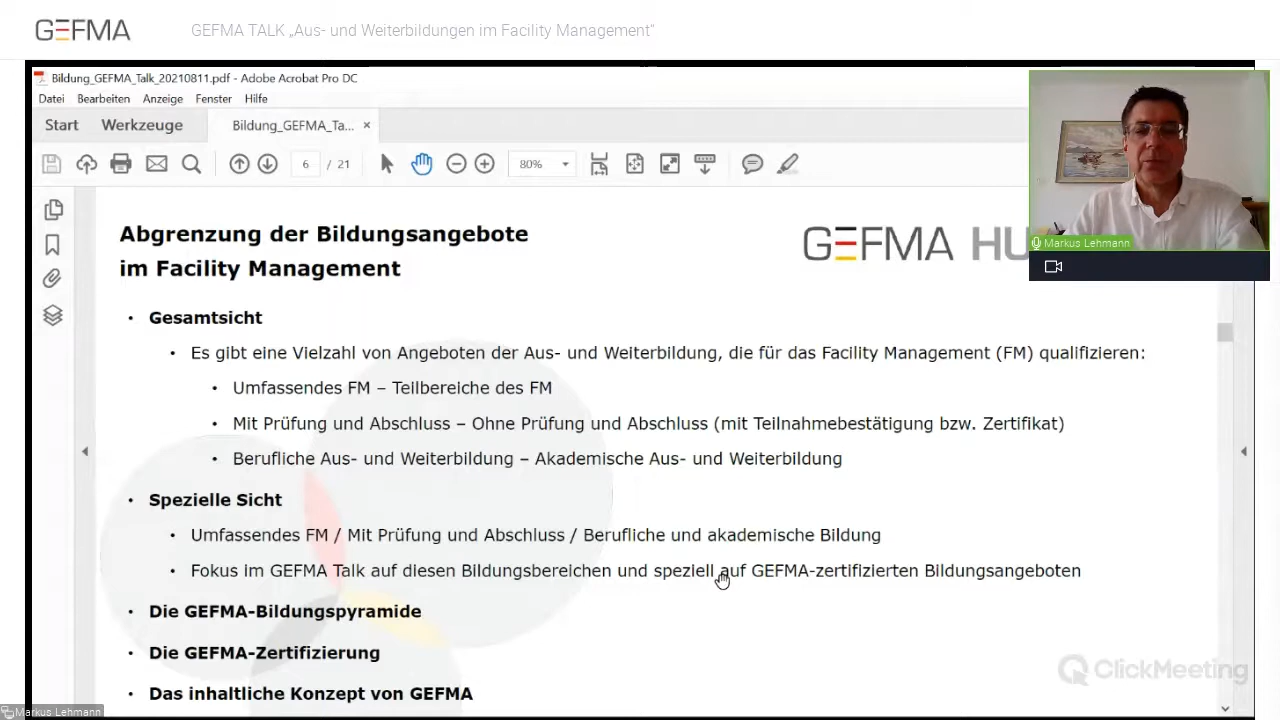 GEFMA
GEFMA TALK „Aus- und Weiterbildungen im Facility Management“
Bildung_GEFMA_Talk_20210811.pdf - Adobe Acrobat Pro DC
Datei Bearbeiten Anzeige Fenster Hilfe
Start Werkzeuge Bildung_GEFMA_Ta... ×
6 / 21 80%
Abgrenzung der Bildungsangebote
im Facility Management
GEFMA HU
Markus Lehmann
• Gesamtsicht
• Es gibt eine Vielzahl von Angeboten der Aus- und Weiterbildung, die für das Facility Management (FM) qualifizieren:
• Umfassendes FM – Teilbereiche des FM
• Mit Prüfung und Abschluss – Ohne Prüfung und Abschluss (mit Teilnahmebestätigung bzw. Zertifikat)
• Berufliche Aus- und Weiterbildung – Akademische Aus- und Weiterbildung
• Spezielle Sicht
• Umfassendes FM / Mit Prüfung und Abschluss / Berufliche und akademische Bildung
• Fokus im GEFMA Talk auf diesen Bildungsbereichen und speziell auf GEFMA-zertifizierten Bildungsangeboten
• Die GEFMA-Bildungspyramide
• Die GEFMA-Zertifizierung
• Das inhaltliche Konzept von GEFMA
ClickMeeting
Markus Lehmann